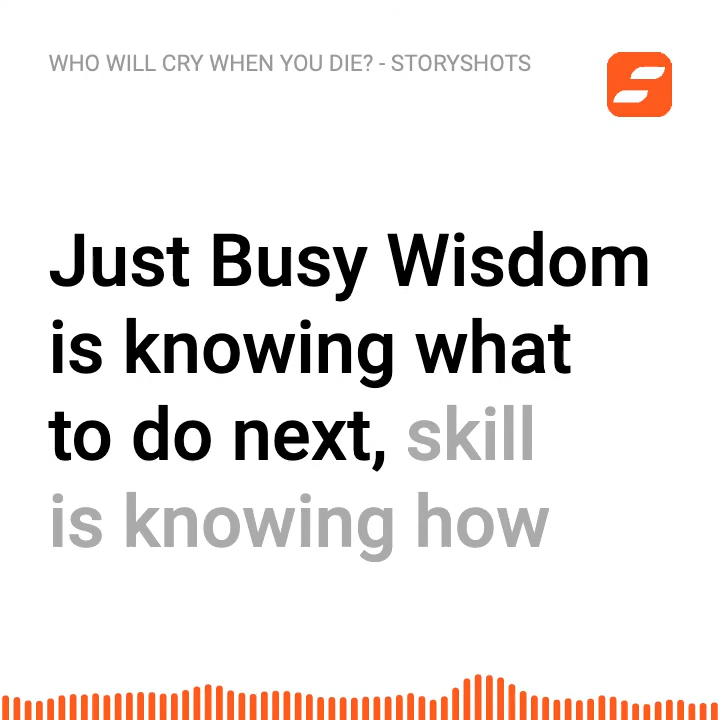 WHO WILL CRY WHEN YOU DIE? - STORYSHOTS
Just Busy Wisdom
is knowing what
to do next, skill
is knowing how